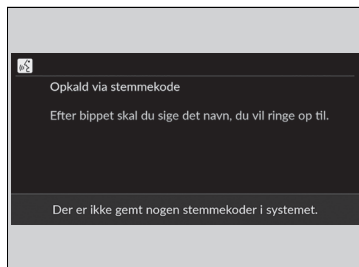 Opkald via stemmekode
Efter bippet skal du sige det navn, du vil ringe op til.
Der er ikke gemt nogen stemmekoder i systemet.